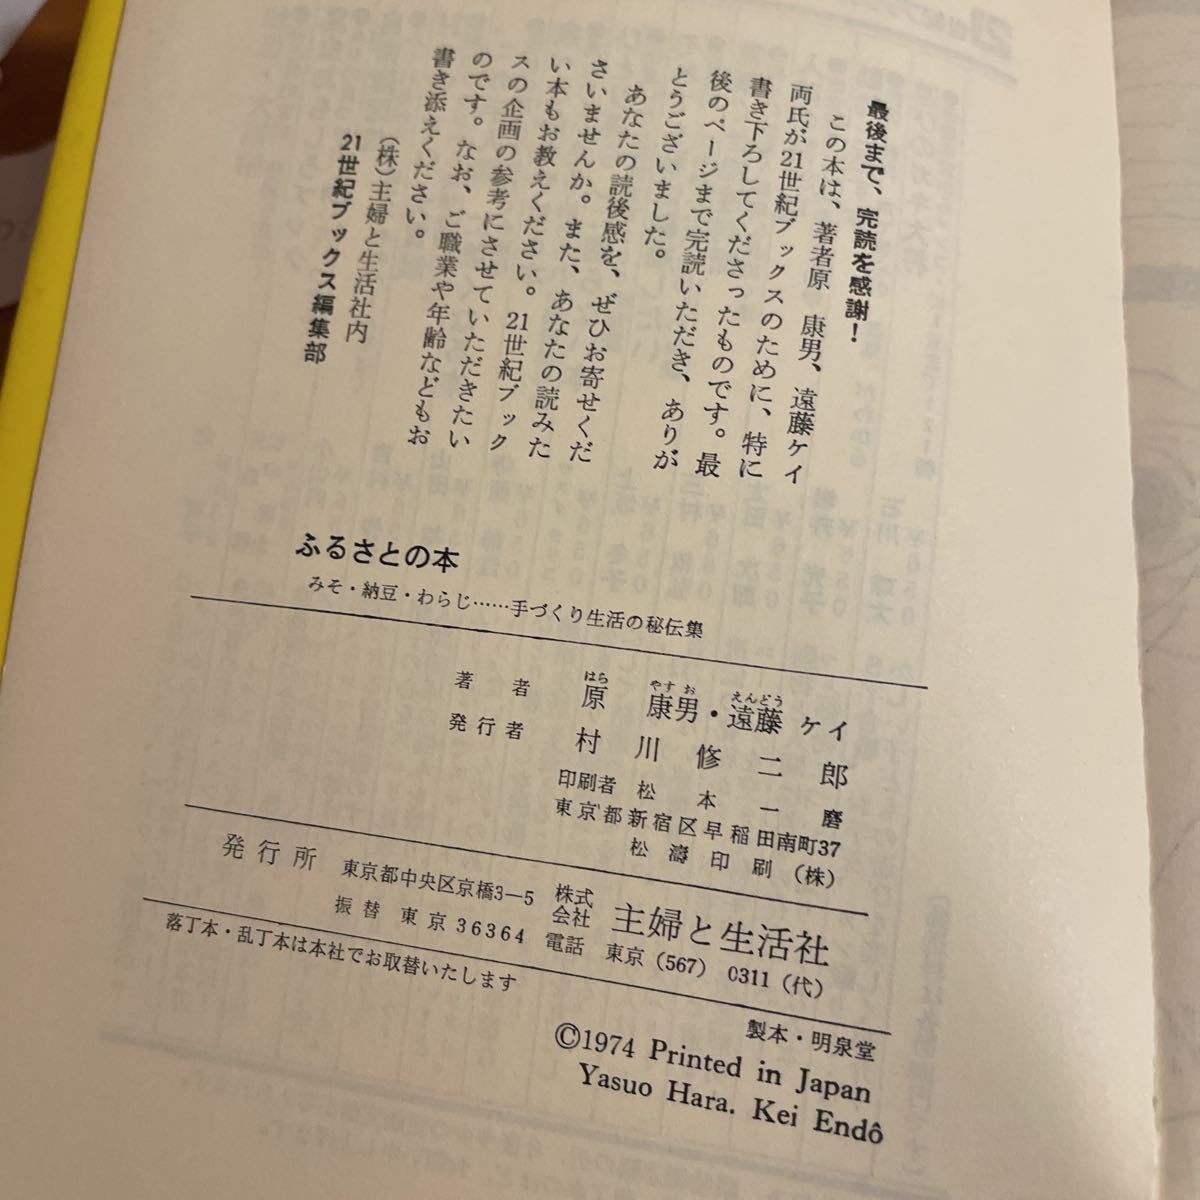 最後まで、完読を感謝！
この本は、著者原　康男、遠藤ケイ
両氏が21世紀ブックスのために、特に
書き下ろしてくださったものです。最
後のページまで完読いただき、ありが
とうございました。
あなたの読後感を、ぜひお寄せくだ
さいませんか。また、あなたの読みた
い本もお教えください。21世紀ブック
スの企画の参考にさせていただきたい
のです。なお、ご職業や年齢などもお
書き添えください。
(株)主婦と生活社内
21世紀ブックス編集部
ふるさとの本
みそ・納豆・わらじ……手づくり生活の秘伝集
はら　やす　お　えんどう
著者　原　康男・遠藤ケイ
発行者　村川修二郎
印刷者　松本一磨
東京都新宿区早稲田南町37
松濤印刷(株)
発行所　東京都中央区京橋3—5　株式会社　主婦と生活社
振替　東京36364　電話　東京(567)　0311(代)
落丁本・乱丁本は本社でお取替いたします
製本・明泉堂
©1974 Printed in Japan
Yasuo Hara. Kei Endô